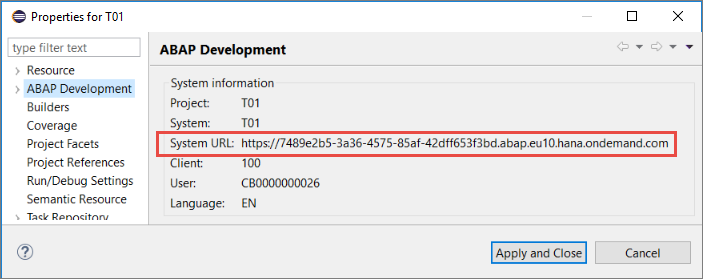 Properties for T01
type filter text
Resource
ABAP Development
Builders
Coverage
Project Facets
Project References
Run/Debug Settings
Semantic Resource
Task Repository
ABAP Development
System information
Project: T01
System: T01
System URL: https://7489e2b5-3a36-4575-85af-42dff653f3bd.abap.eu10.hana.ondemand.com
Client: 100
User: CB0000000026
Language: EN
?
Apply and Close
Cancel